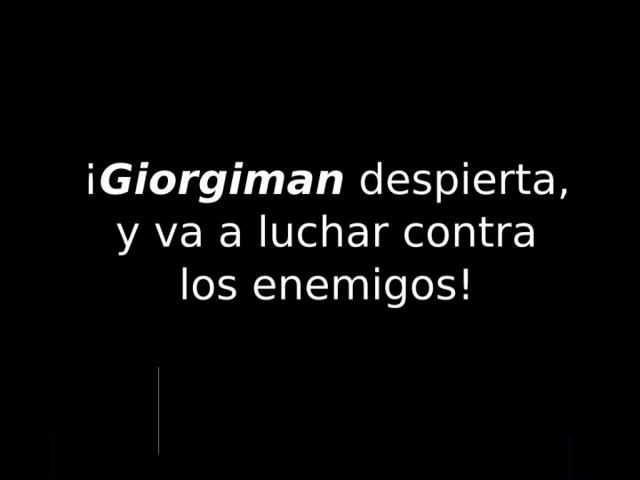 ¡Giorgiman despierta,
y va a luchar contra
los enemigos!